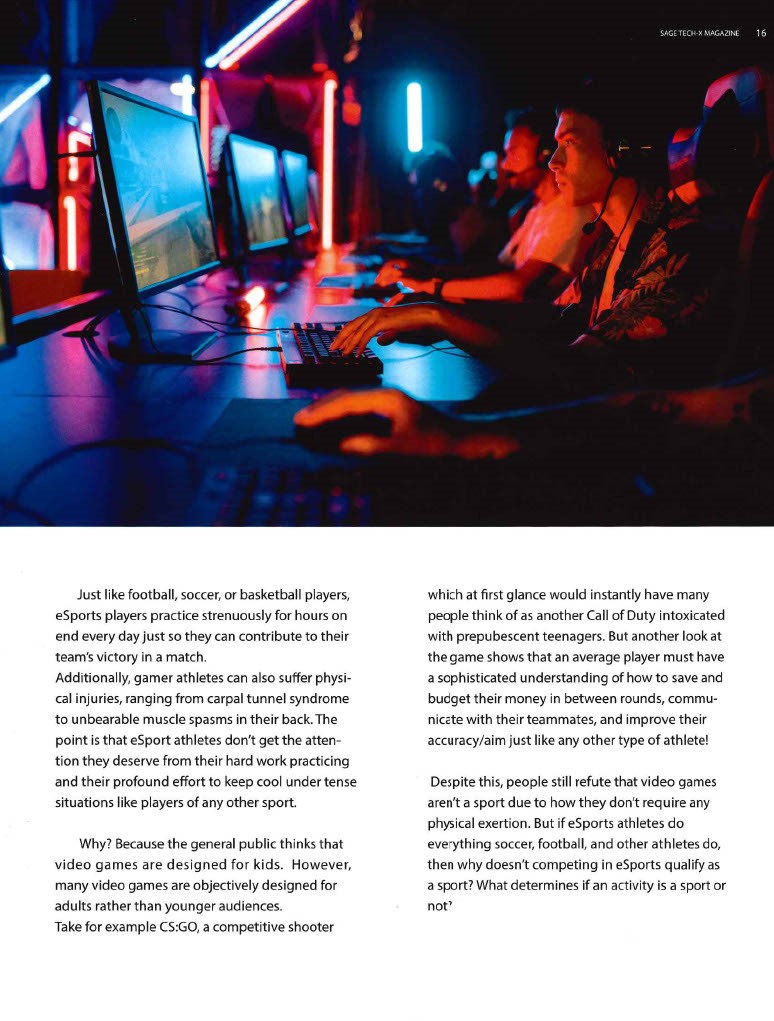 SAGE TECH-X MAGAZINE 16
Just like football, soccer, or basketball players,
eSports players practice strenuously for hours on
end every day just so they can contribute to their
team's victory in a match.
Additionally, gamer athletes can also suffer physi-
cal injuries, ranging from carpal tunnel syndrome
to unbearable muscle spasms in their back. The
point is that eSport athletes don't get the atten-
tion they deserve from their hard work practicing
and their profound effort to keep cool under tense
situations like players of any other sport.
Why? Because the general public thinks that
video games are designed for kids. However,
many video games are objectively designed for
adults rather than younger audiences.
Take for example CS:GO, a competitive shooter
which at first glance would instantly have many
people think of as another Call of Duty intoxicated
with prepubescent teenagers. But another look at
the game shows that an average player must have
a sophisticated understanding of how to save and
budget their money in between rounds, commu-
nicate with their teammates, and improve their
accuracy/aim just like any other type of athlete!
Despite this, people still refute that video games
aren't a sport due to how they don't require any
physical exertion. But if eSports athletes do
everything soccer, football, and other athletes do,
then why doesn't competing in eSports qualify as
a sport? What determines if an activity is a sport or
not?